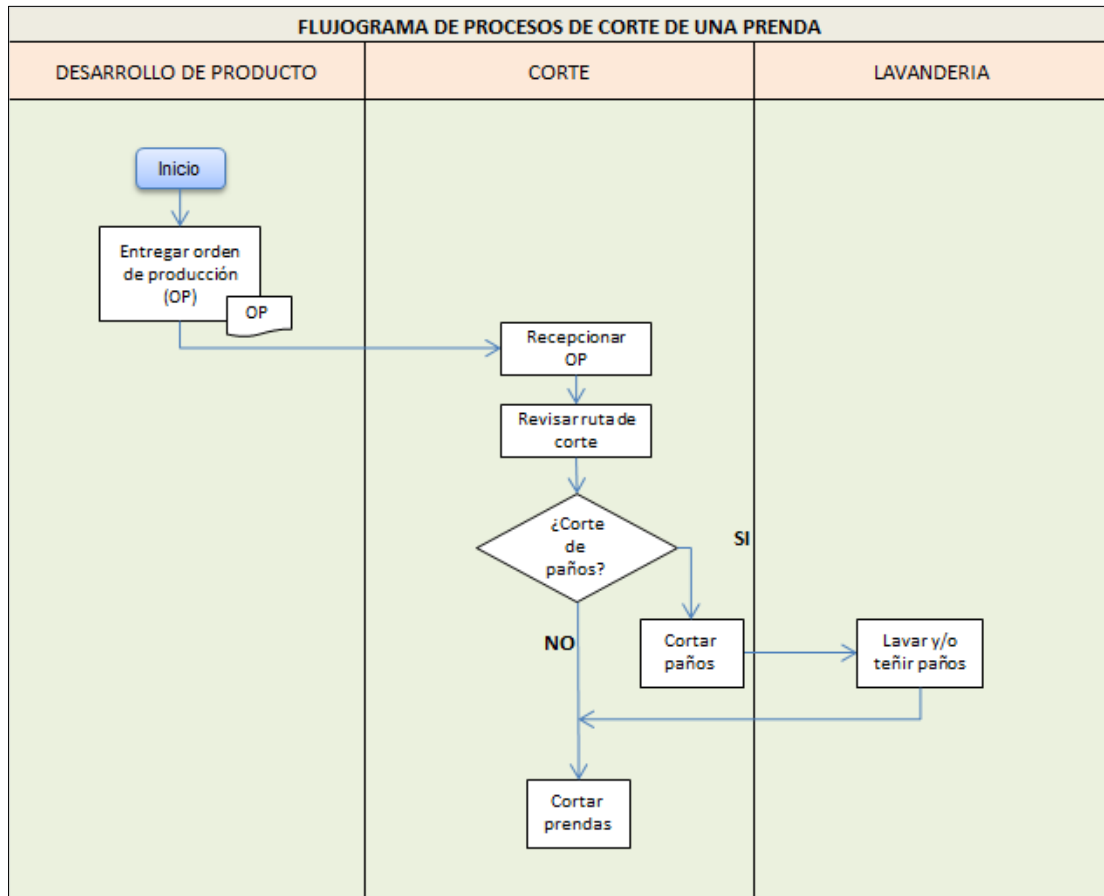 FLUJOGRAMA DE PROCESOS DE CORTE DE UNA PRENDA
DESARROLLO DE PRODUCTO
CORTE
LAVANDERIA
Inicio
Entregar orden
de producción
(OP)
OP
Recepcionar
OP
Revisar ruta de
corte
¿Corte
de
paños?
SI
NO
Cortar
paños
Lavar y/o
teñir paños
Cortar
prendas